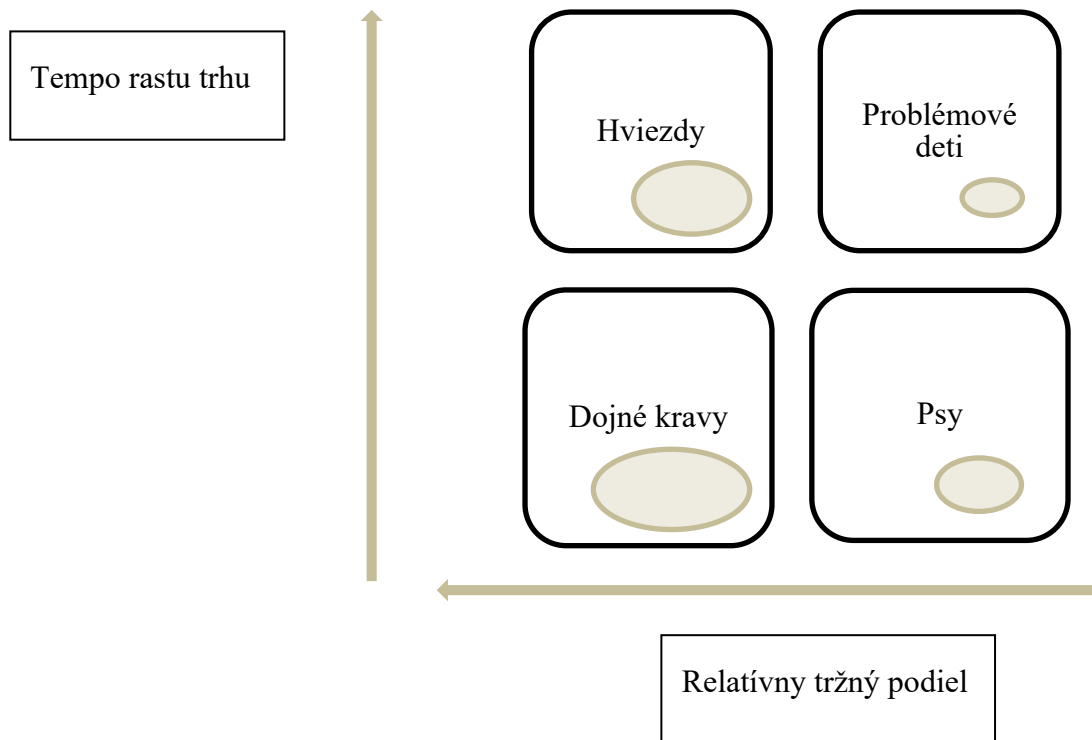 Tempo rastu trhu
Hviezdy
Problémové
deti
Dojné kravy
Psy
Relatívny tržný podiel